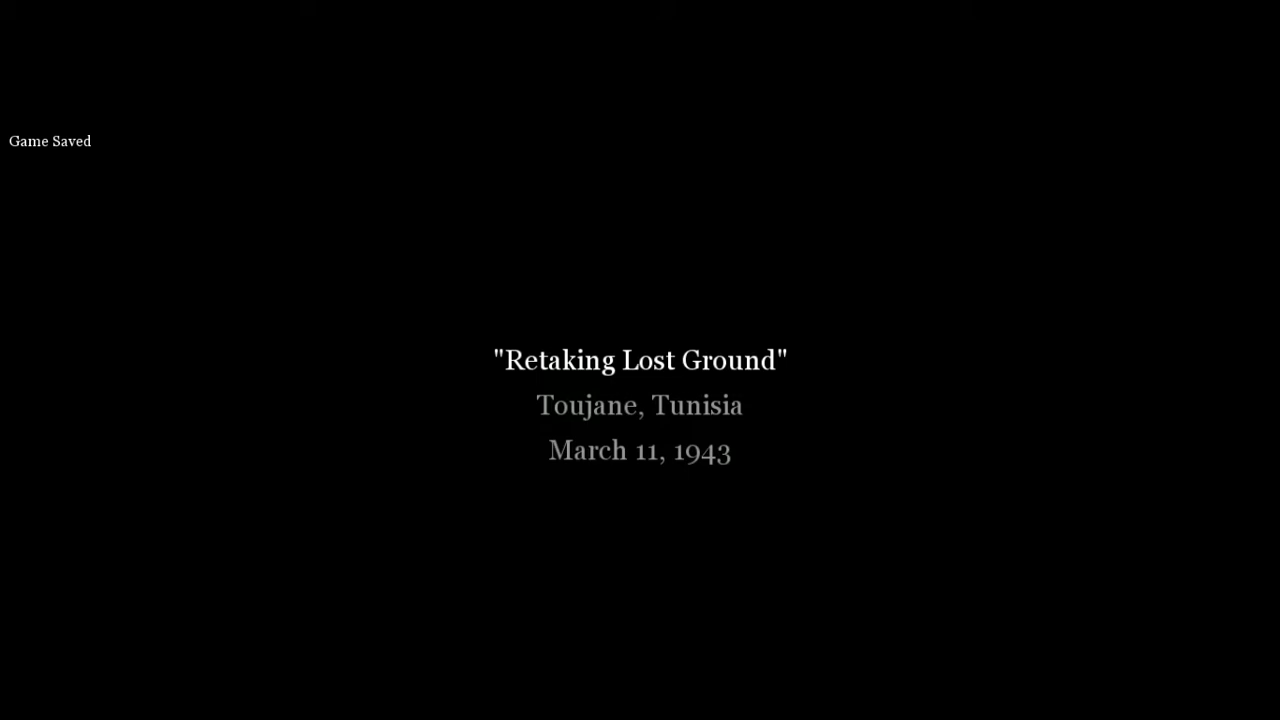 Game Saved
"Retaking Lost Ground"
Toujane, Tunisia
March 11, 1943